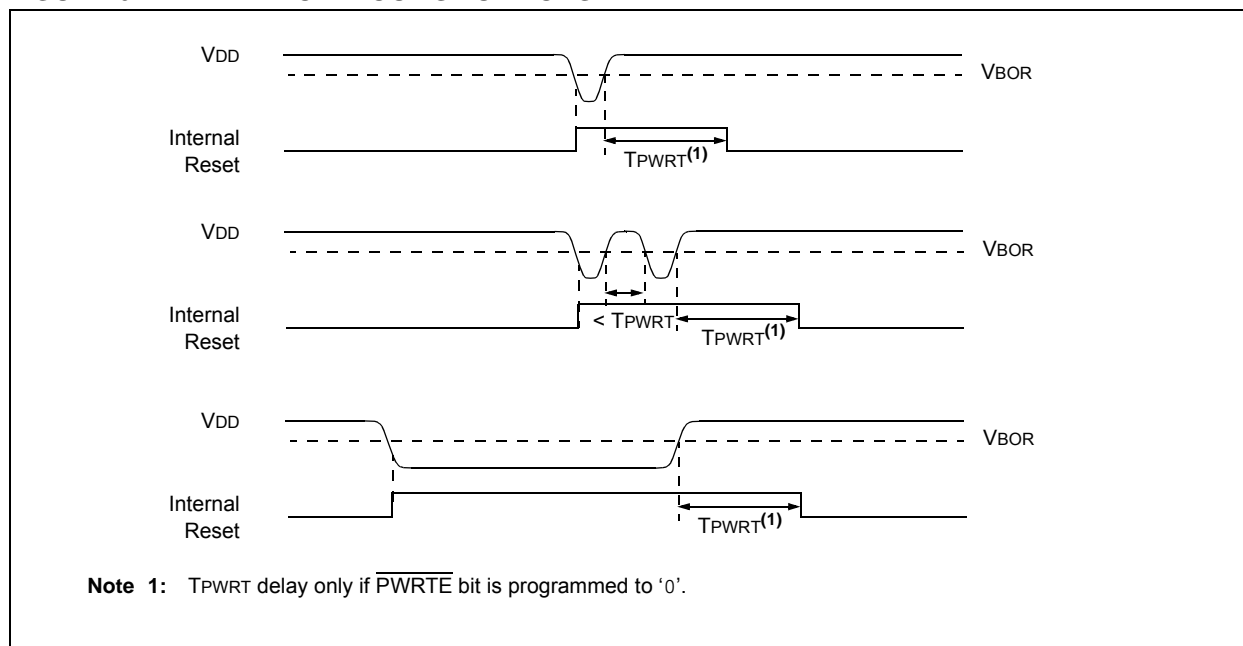 VDD
VBOR
Internal
Reset
TPWRT(1)
VDD
VBOR
Internal
Reset
< TPWRT
TPWRT(1)
VDD
VBOR
Internal
Reset
TPWRT(1)
Note 1: TPWRT delay only if PWRTE bit is programmed to ‘0’.